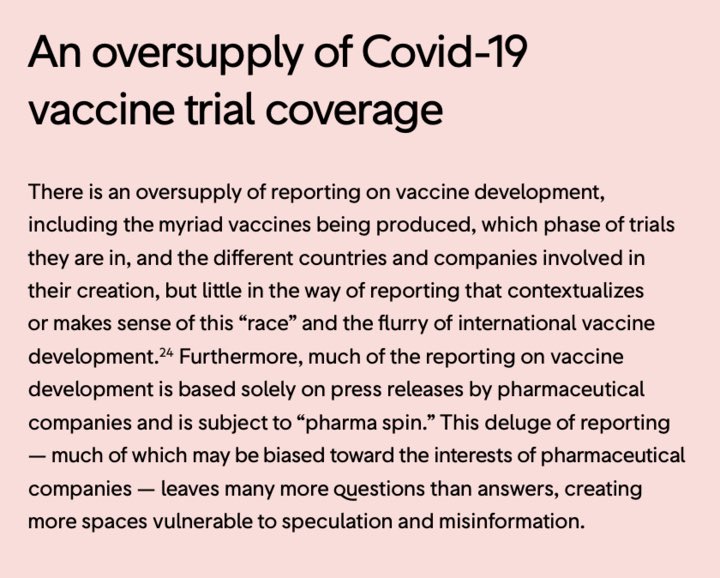 An oversupply of Covid-19
vaccine trial coverage
There is an oversupply of reporting on vaccine development,
including the myriad vaccines being produced, which phase of trials
they are in, and the different countries and companies involved in
their creation, but little in the way of reporting that contextualizes
or makes sense of this “race” and the flurry of international vaccine
development.²⁴ Furthermore, much of the reporting on vaccine
development is based solely on press releases by pharmaceutical
companies and is subject to “pharma spin.” This deluge of reporting
— much of which may be biased toward the interests of pharmaceutical
companies — leaves many more questions than answers, creating
more spaces vulnerable to speculation and misinformation.